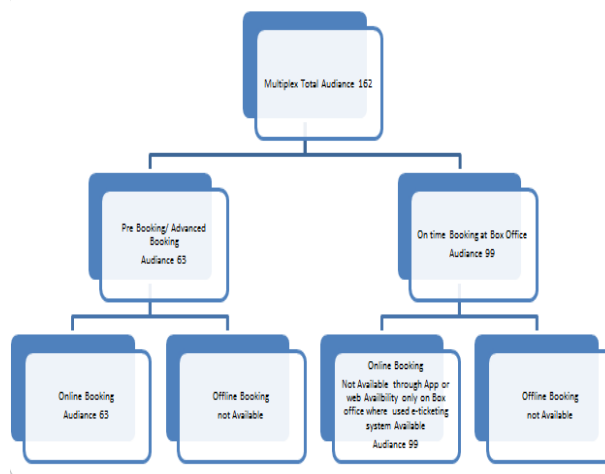 Multiplex Total Audiance 162
Pre Booking/ Advanced
Booking
Audiance 63
On time Booking at Box Office
Audiance 99
Online Booking
Audiance 63
Offline Booking
not Available
Online Booking
Not Available through App or
web Availbility only on Box
office where used e-ticketing
system Available
Audiance 99
Offline Booking
not Available